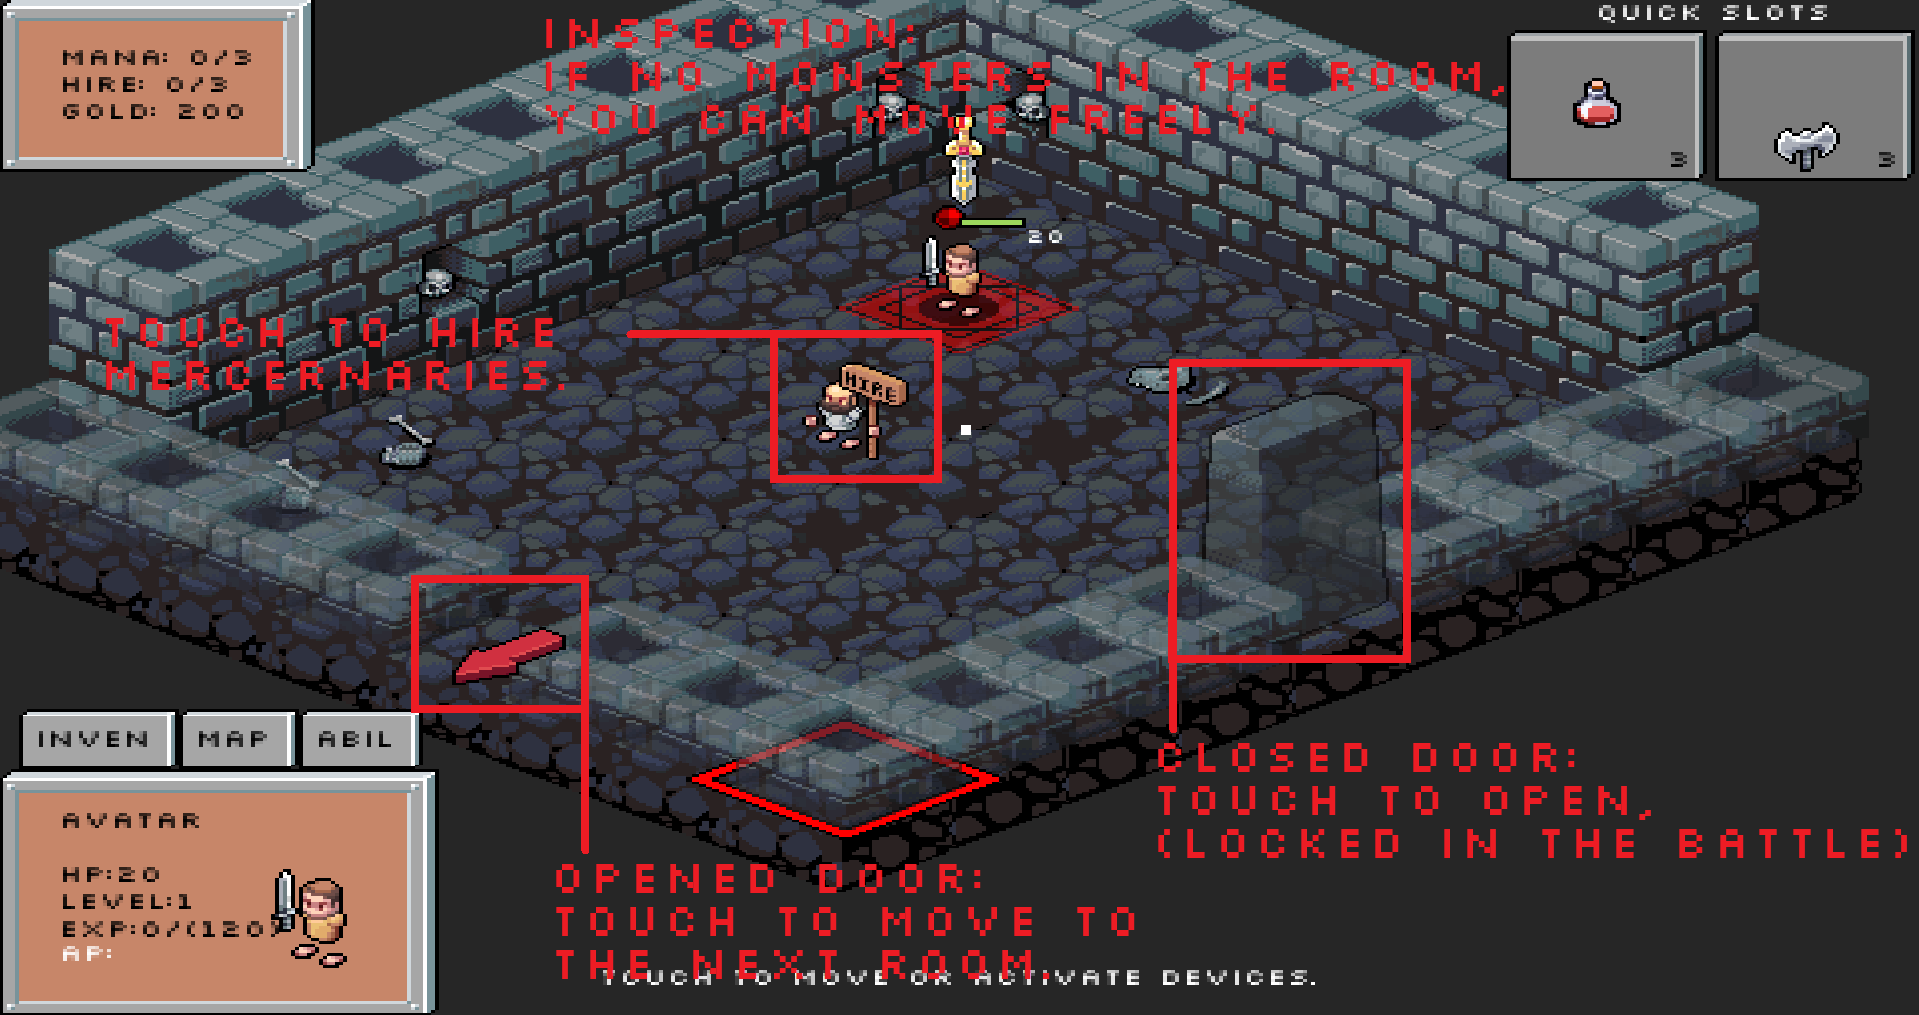 MANA: 0/3
HIRE: 0/3
GOLD: 200
INSPECTION:
IF NO MONSTERS IN THE ROOM,
YOU CAN MOVE FREELY.
QUICK SLOTS
3
3
20
TOUCH TO HIRE
MERCERNARIES.
HIRE
INVEN
MAP
ABIL
AVATAR
HP:20
LEVEL:1
EXP:0/(120)
AP:
CLOSED DOOR:
TOUCH TO OPEN,
(LOCKED IN THE BATTLE)
OPENED DOOR:
TOUCH TO MOVE TO
THE NEXT ROOM.
TOUCH TO MOVE OR ACTIVATE DEVICES.